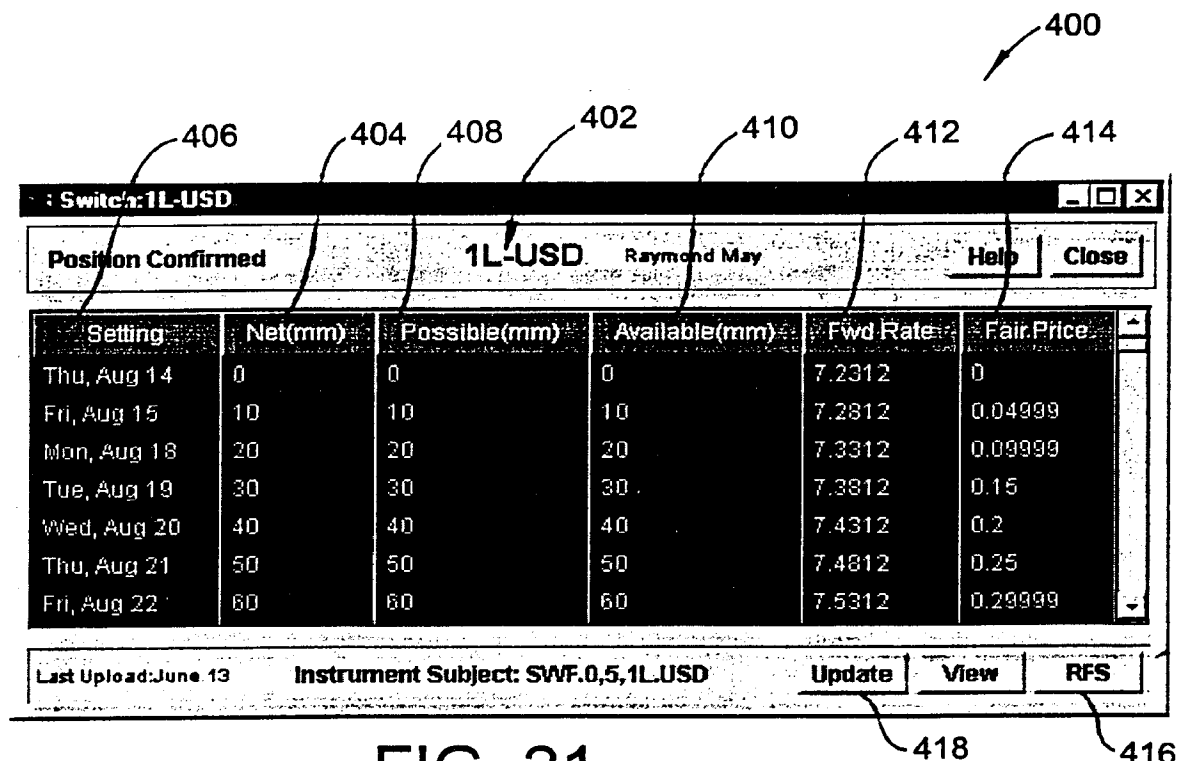 400
406 404 408 402 410 412 414
Switch:1L-USD
Position Confirmed 1L-USD Raymond May Help Close
Setting Net(mm) Possible(mm) Available(mm) Fwd Rate Fair.Price
Thu, Aug 14 0 0 0 7.2312 0
Fri, Aug 15 10 10 10 7.2812 0.04999
Mon, Aug 18 20 20 20 7.3312 0.09999
Tue, Aug 19 30 30 30 7.3812 0.15
Wed, Aug 20 40 40 40 7.4312 0.2
Thu, Aug 21 50 50 50 7.4812 0.25
Fri, Aug 22 60 60 60 7.5312 0.29999
Last Upload:June 13 Instrument Subject: SWF.0,5,1L.USD Update View RFS
418 416
FIG. 31